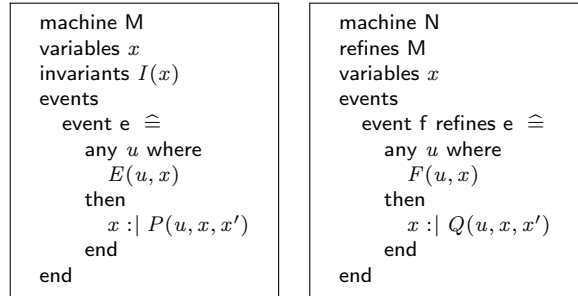 machine M
variables x
invariants I(x)
events
event e ≙
any u where
E(u, x)
then
x :| P(u, x, x′)
end
end
machine N
refines M
variables x
events
event f refines e ≙
any u where
F(u, x)
then
x :| Q(u, x, x′)
end
end